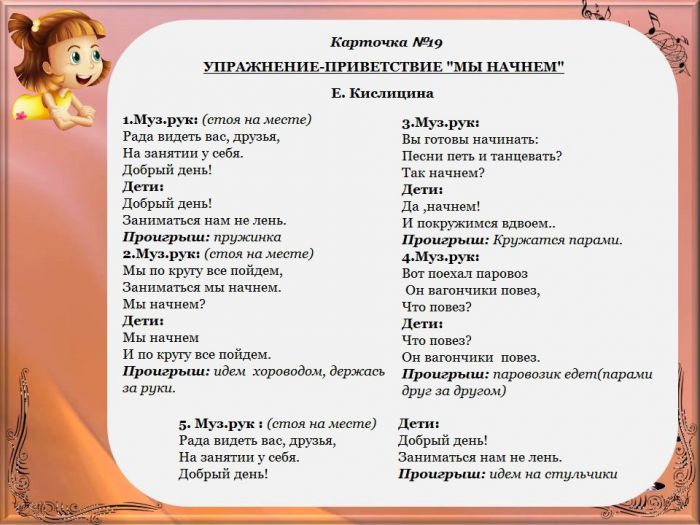 Карточка №19
УПРАЖНЕНИЕ-ПРИВЕТСТВИЕ "МЫ НАЧНЕМ"
Е. Кислицина
1.Муз.рук: (стоя на месте)
Рада видеть вас, друзья,
На занятии у себя.
Добрый день!
Дети:
Добрый день!
Заниматься нам не лень.
Проигрыш: пружинка
2.Муз.рук: (стоя на месте)
Мы по кругу все пойдем,
Заниматься мы начнем.
Мы начнем?
Дети:
Мы начнем
И по кругу все пойдем.
Проигрыш: идем хороводом, держась
за руки.
3.Муз.рук:
Вы готовы начинать:
Песни петь и танцевать?
Так начнем?
Дети:
Да ,начнем!
И покружимся вдвоем..
Проигрыш: Кружатся парами.
4.Муз.рук:
Вот поехал паровоз
Он вагончики повез,
Что повез?
Дети:
Что повез?
Он вагончики повез.
Проигрыш: паровозик едет(парами
друг за другом)
5. Муз.рук : (стоя на месте)
Рада видеть вас, друзья,
На занятии у себя.
Добрый день!
Дети:
Добрый день!
Заниматься нам не лень.
Проигрыш: идем на стульчики